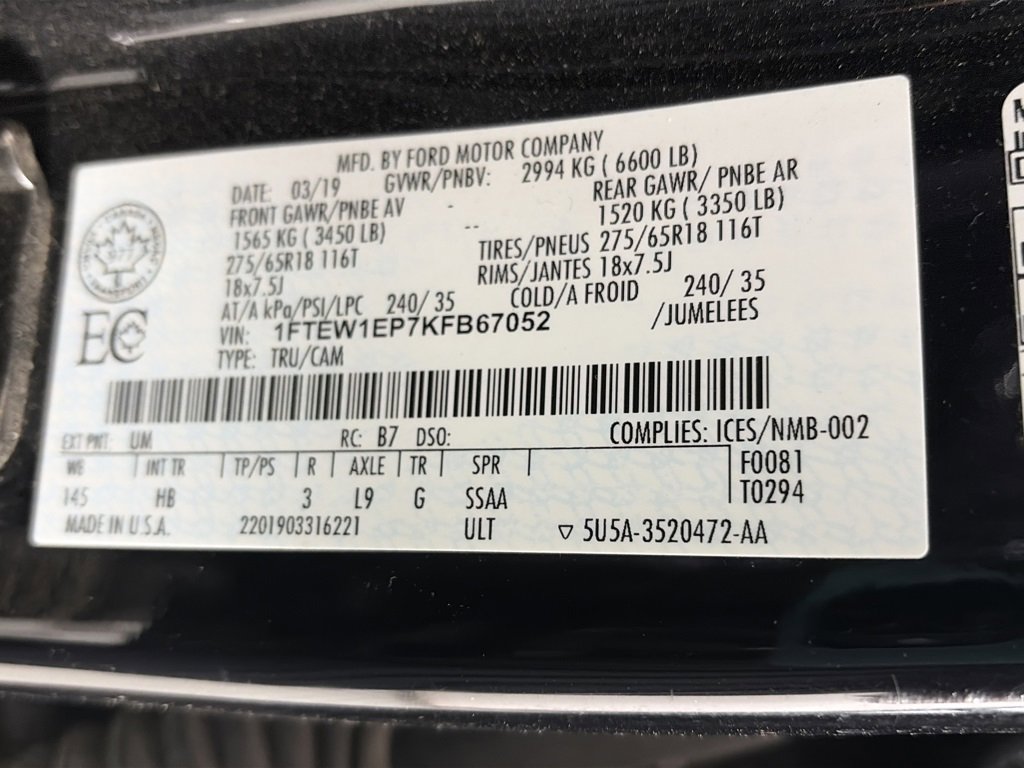 MFD. BY FORD MOTOR COMPANY
DATE: 03/19 GVWR/PNBV: 2994 KG ( 6600 LB)
FRONT GAWR/PNBE AV - REAR GAWR/ PNBE AR
1565 KG ( 3450 LB) -- 1520 KG ( 3350 LB)
275/65R18 116T TIRES/PNEUS 275/65R18 116T
18x7.5J RIMS/JANTES 18x7.5J
AT/A kPa/PSI/LPC 240/ 35 COLD/A FROID 240/ 35
VIN: 1FTEW1EP7KFB67052 /JUMELEES
TYPE: TRU/CAM
EC
EXT PNT: UM RC: B7 DSO: COMPLIES: ICES/NMB-002
WB INT TR TP/PS R AXLE TR SPR F0081
145 HB 3 L9 G SSAA T0294
MADE IN U.S.A. 2201903316221 ULT 5U5A-3520472-AA